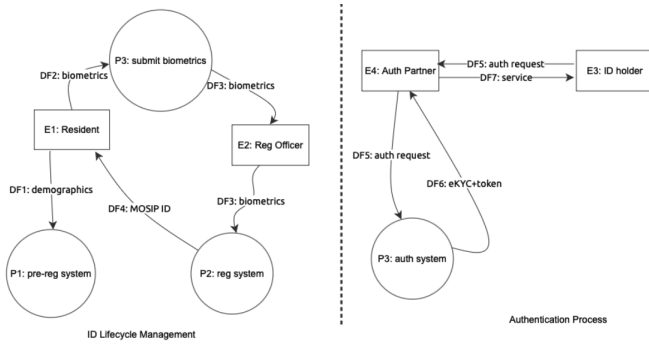 P3: submit biometrics
DF2: biometrics
DF3: biometrics
E1: Resident
E2: Reg Officer
DF1: demographics
DF4: MOSIP ID
DF3: biometrics
P1: pre-reg system
P2: reg system
ID Lifecycle Management
E4: Auth Partner
DF5: auth request
DF7: service
E3: ID holder
DF5: auth request
DF6: eKYC+token
P3: auth system
Authentication Process